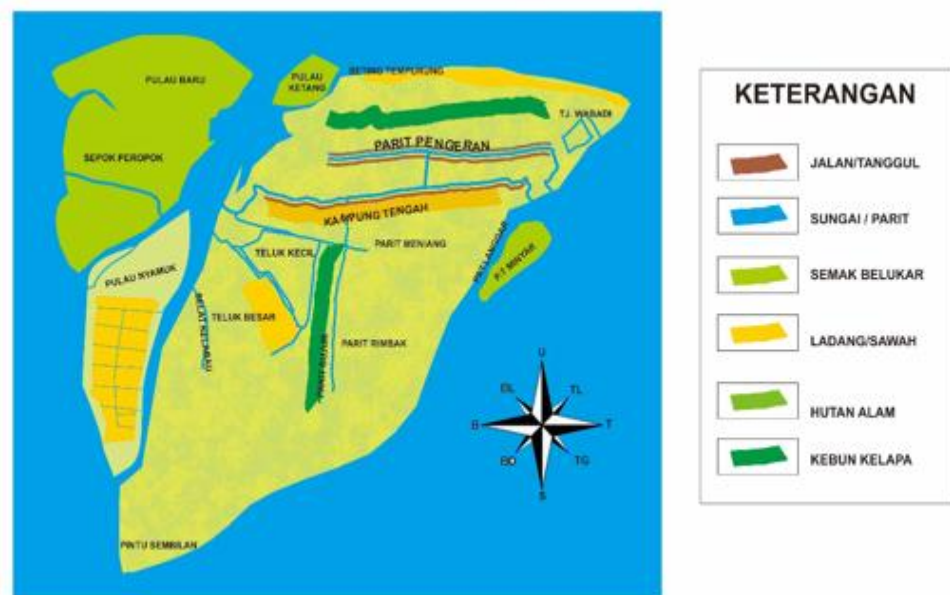 PULAU BARU
PULAU
KETANG
BETING TEMPURUNG
TJ. WABADI
PARIT PENGERAN
SEPOK PEROPOK
KAMPUNG TENGAH
PARIT MENJANG
TELUK KECIL
PULAU NYAMUK
P.T MINYAK
TELUK BESAR
PARIT RIMBAK
PINTU SEMBILAN
U
BL
TL
B
T
BD
TG
S
KETERANGAN
JALAN/TANGGUL
SUNGAI / PARIT
SEMAK BELUKAR
LADANG/SAWAH
HUTAN ALAM
KEBUN KELAPA